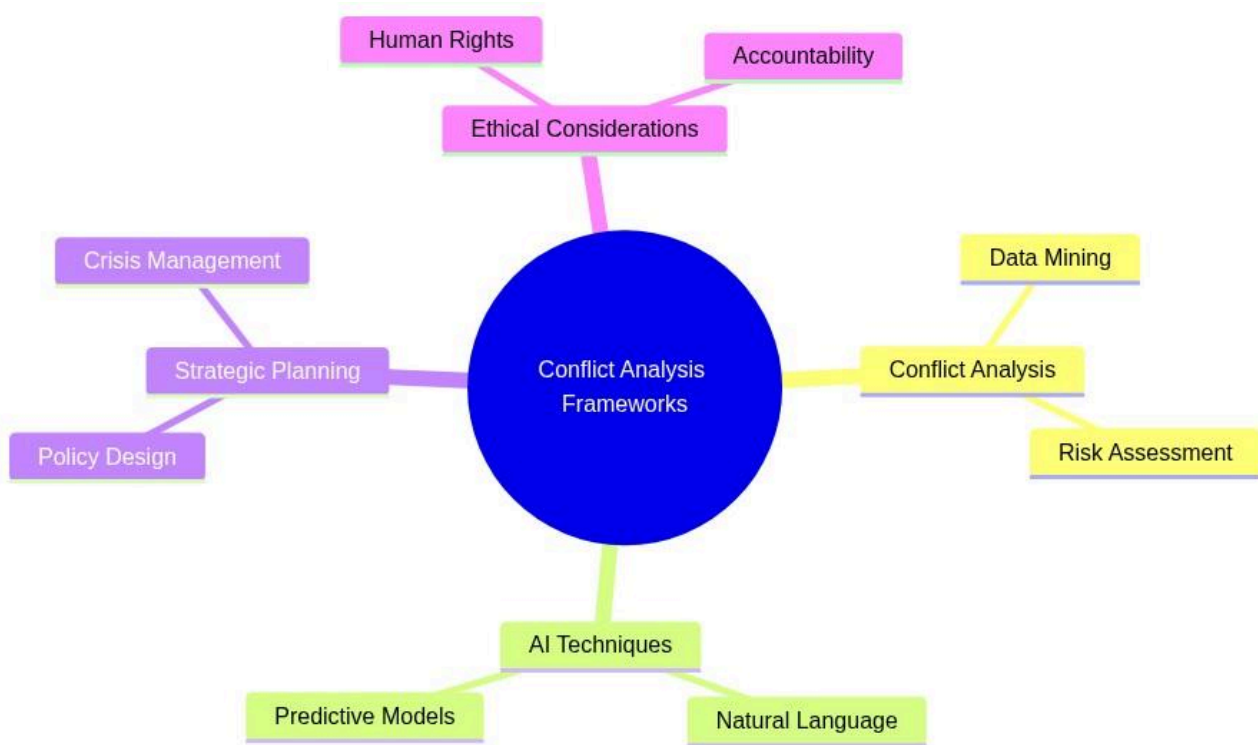 Human Rights
Accountability
Ethical Considerations
Crisis Management
Data Mining
Strategic Planning
Conflict Analysis
Frameworks
Conflict Analysis
Policy Design
Risk Assessment
AI Techniques
Predictive Models
Natural Language